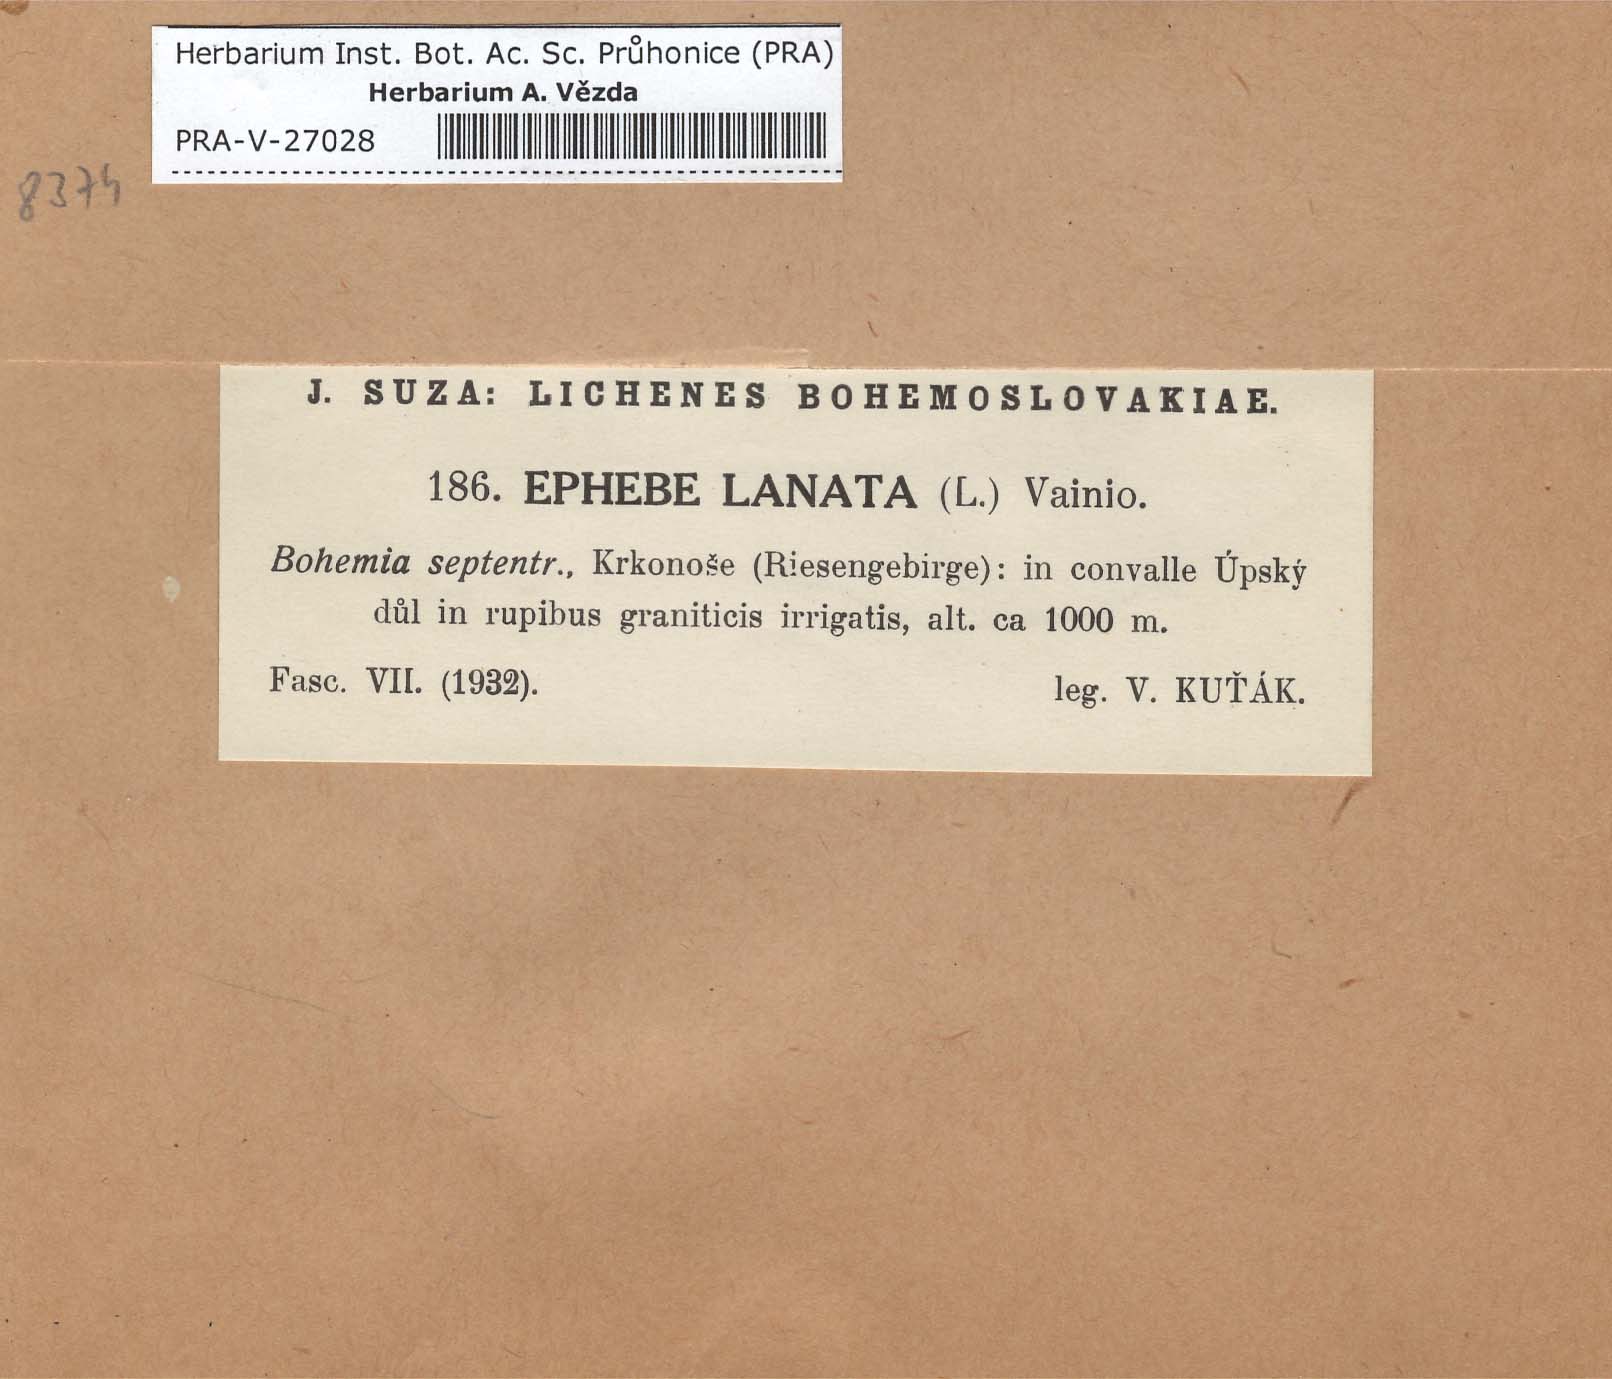 Herbarium Inst. Bot. Ac. Sc. Průhonice (PRA)
Herbarium A. Vězda
PRA-V-27028
8374
J. SUZA: LICHENES BOHEMOSLOVAKIAE.
186. EPHEBE LANATA (L.) Vainio.
Bohemia septentr., Krkonoše (Riesengebirge): in convalle Úpský
důl in rupibus graniticis irrigatis, alt. ca 1000 m.
Fasc. VII. (1932).
leg. V. KUŤÁK.